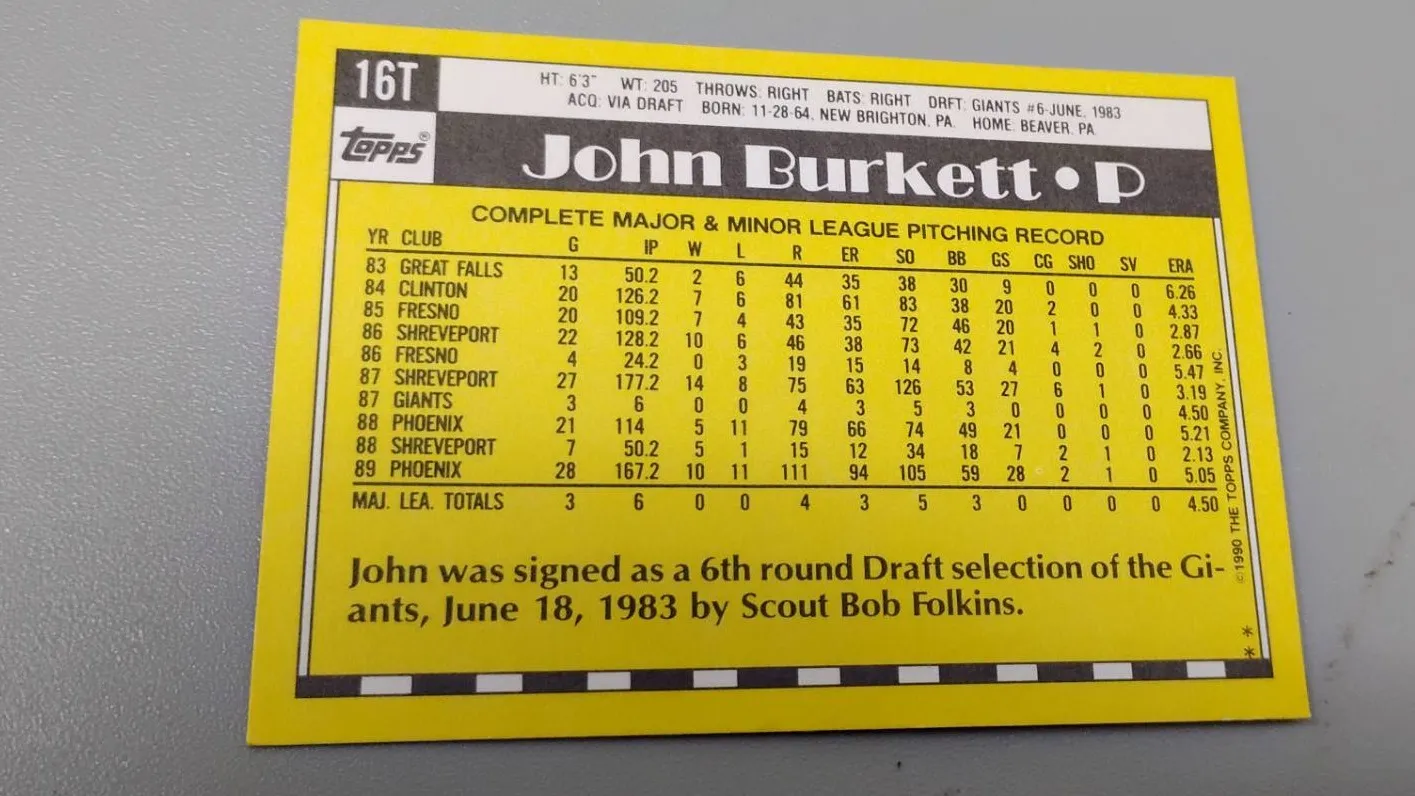 16T
HT: 6'3" WT: 205 THROWS: RIGHT BATS: RIGHT DRFT: GIANTS #6-JUNE, 1983
ACQ: VIA DRAFT BORN: 11-28-64, NEW BRIGHTON, PA. HOME: BEAVER, PA
TOPPS®
John Burkett • P
COMPLETE MAJOR & MINOR LEAGUE PITCHING RECORD
YR CLUB G IP W L R ER SO BB GS CG SHO SV ERA
83 GREAT FALLS 13 50.2 2 6 44 35 38 30 9 0 0 0 6.26
84 CLINTON 20 126.2 7 6 81 61 83 38 20 2 0 0 4.33
85 FRESNO 20 109.2 7 4 43 35 72 46 20 1 1 0 2.87
86 SHREVEPORT 22 128.2 10 6 46 38 73 42 21 4 2 0 2.66
86 FRESNO 4 24.2 0 3 19 15 14 8 4 0 0 0 5.47
87 SHREVEPORT 27 177.2 14 8 75 63 126 53 27 6 1 0 3.19
87 GIANTS 3 6 0 0 4 3 5 3 0 0 0 0 4.50
88 PHOENIX 21 114 5 11 79 66 74 49 21 0 0 0 5.21
88 SHREVEPORT 7 50.2 5 1 15 12 34 18 7 2 1 0 2.13
89 PHOENIX 28 167.2 10 11 111 94 105 59 28 2 1 0 5.05
MAJ. LEA. TOTALS 3 6 0 0 4 3 5 3 0 0 0 0 4.50
John was signed as a 6th round Draft selection of the Gi-
ants, June 18, 1983 by Scout Bob Folkins.
©1990 THE TOPPS COMPANY, INC.
* *